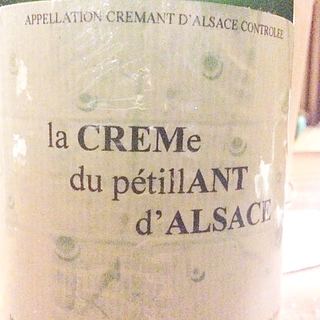 APPELLATION CREMANT D'ALSACE CONTROLEE
la CREMe
du pétillANT
d'ALSACE